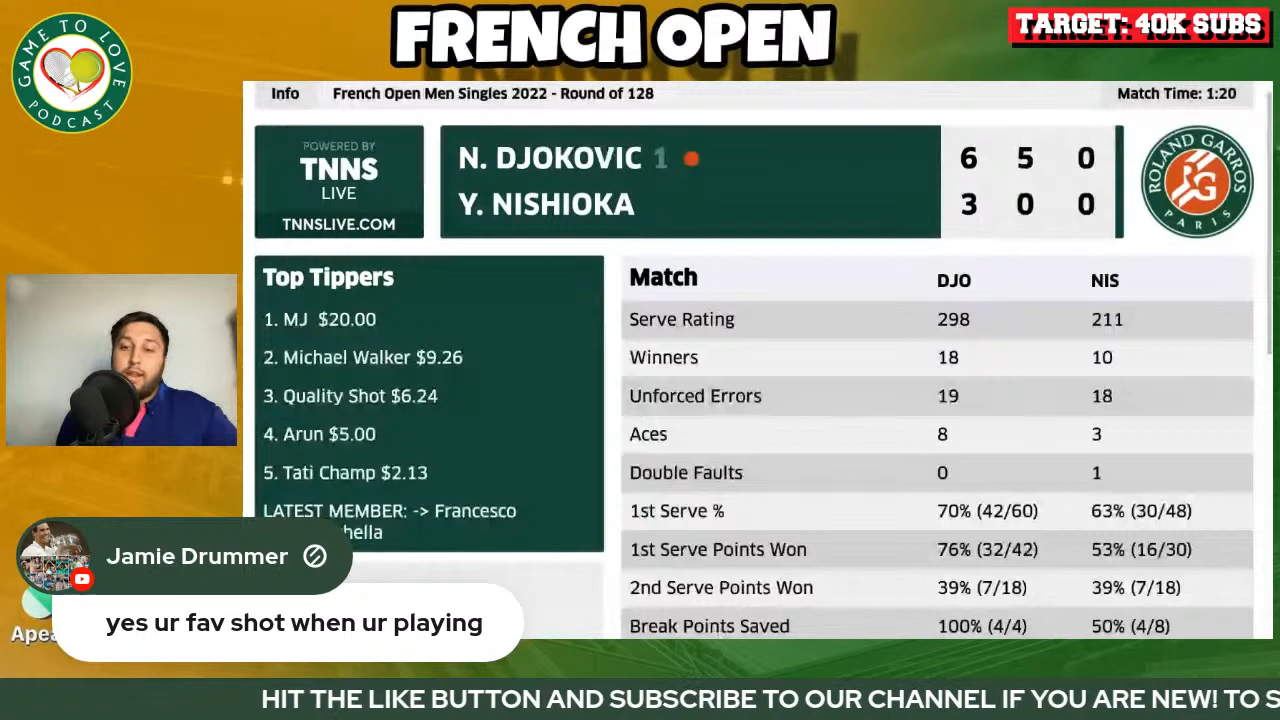 GAME TO LOVE
PODCAST
FRENCH OPEN
TARGET: 40K SUBS
Info French Open Men Singles 2022 - Round of 128 Match Time: 1:20
POWERED BY
TNNS
LIVE
TNNSLIVE.COM
N. DJOKOVIC 1 6 5 0
Y. NISHIOKA 3 0 0
ROLAND GARROS
RG
PARIS
Top Tippers
1. MJ $20.00
2. Michael Walker $9.26
3. Quality Shot $6.24
4. Arun $5.00
5. Tati Champ $2.13
LATEST MEMBER: -> Francesco
hella
Match DJO NIS
Serve Rating 298 211
Winners 18 10
Unforced Errors 19 18
Aces 8 3
Double Faults 0 1
1st Serve % 70% (42/60) 63% (30/48)
1st Serve Points Won 76% (32/42) 53% (16/30)
2nd Serve Points Won 39% (7/18) 39% (7/18)
Break Points Saved 100% (4/4) 50% (4/8)
Jamie Drummer
yes ur fav shot when ur playing
Apea
HIT THE LIKE BUTTON AND SUBSCRIBE TO OUR CHANNEL IF YOU ARE NEW! TO S